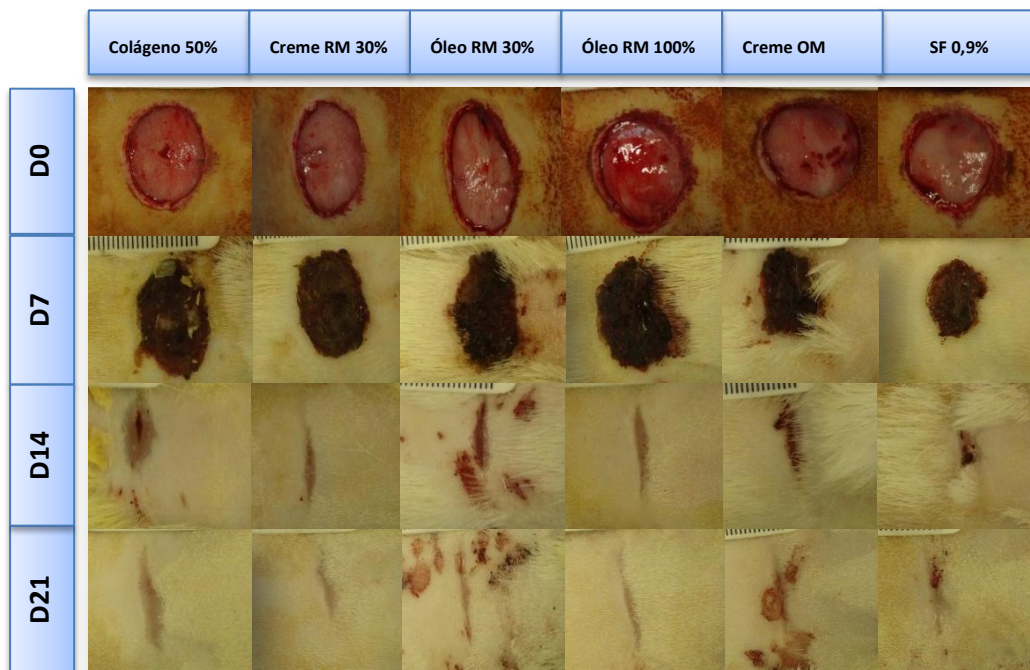 Colágeno 50%
Creme RM 30%
Óleo RM 30%
Óleo RM 100%
Creme OM
SF 0,9%
D0
D7
D14
D21